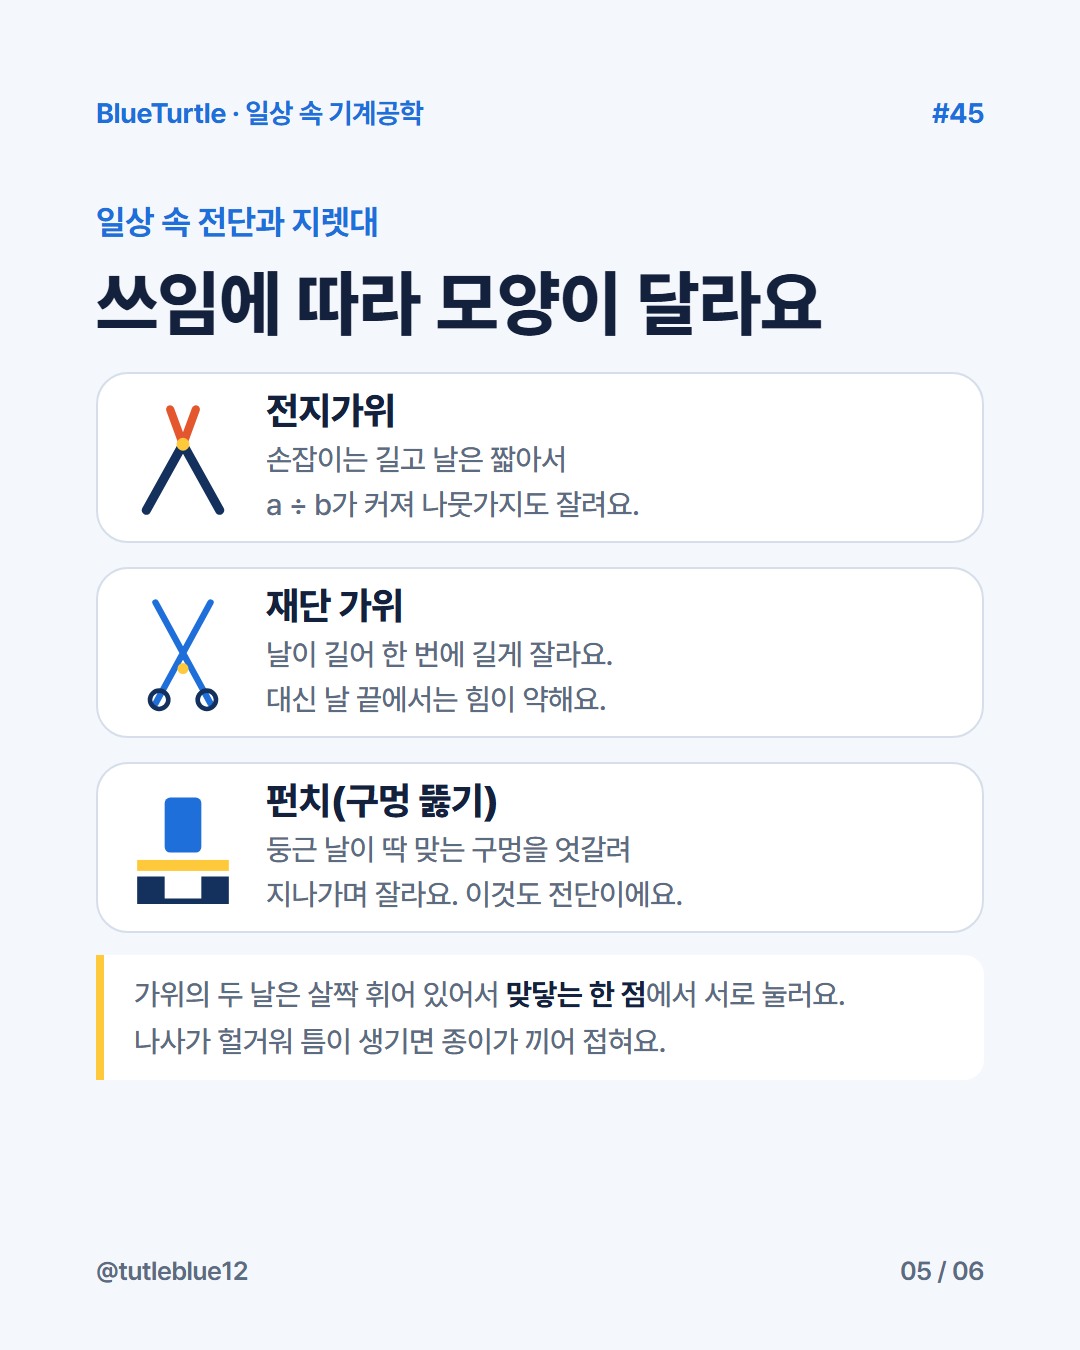 BlueTurtle · 일상 속 기계공학
#45
일상 속 전단과 지렛대
쓰임에 따라 모양이 달라요
전지가위
손잡이는 길고 날은 짧아서
a ÷ b가 커져 나뭇가지도 잘려요.
재단 가위
날이 길어 한 번에 길게 잘라요.
대신 날 끝에서는 힘이 약해요.
펀치(구멍 뚫기)
둥근 날이 딱 맞는 구멍을 엇갈려
지나가며 잘라요. 이것도 전단이에요.
가위의 두 날은 살짝 휘어 있어서 맞닿는 한 점에서 서로 눌러요.
나사가 헐거워 틈이 생기면 종이가 끼어 접혀요.
@tutleblue12
05 / 06